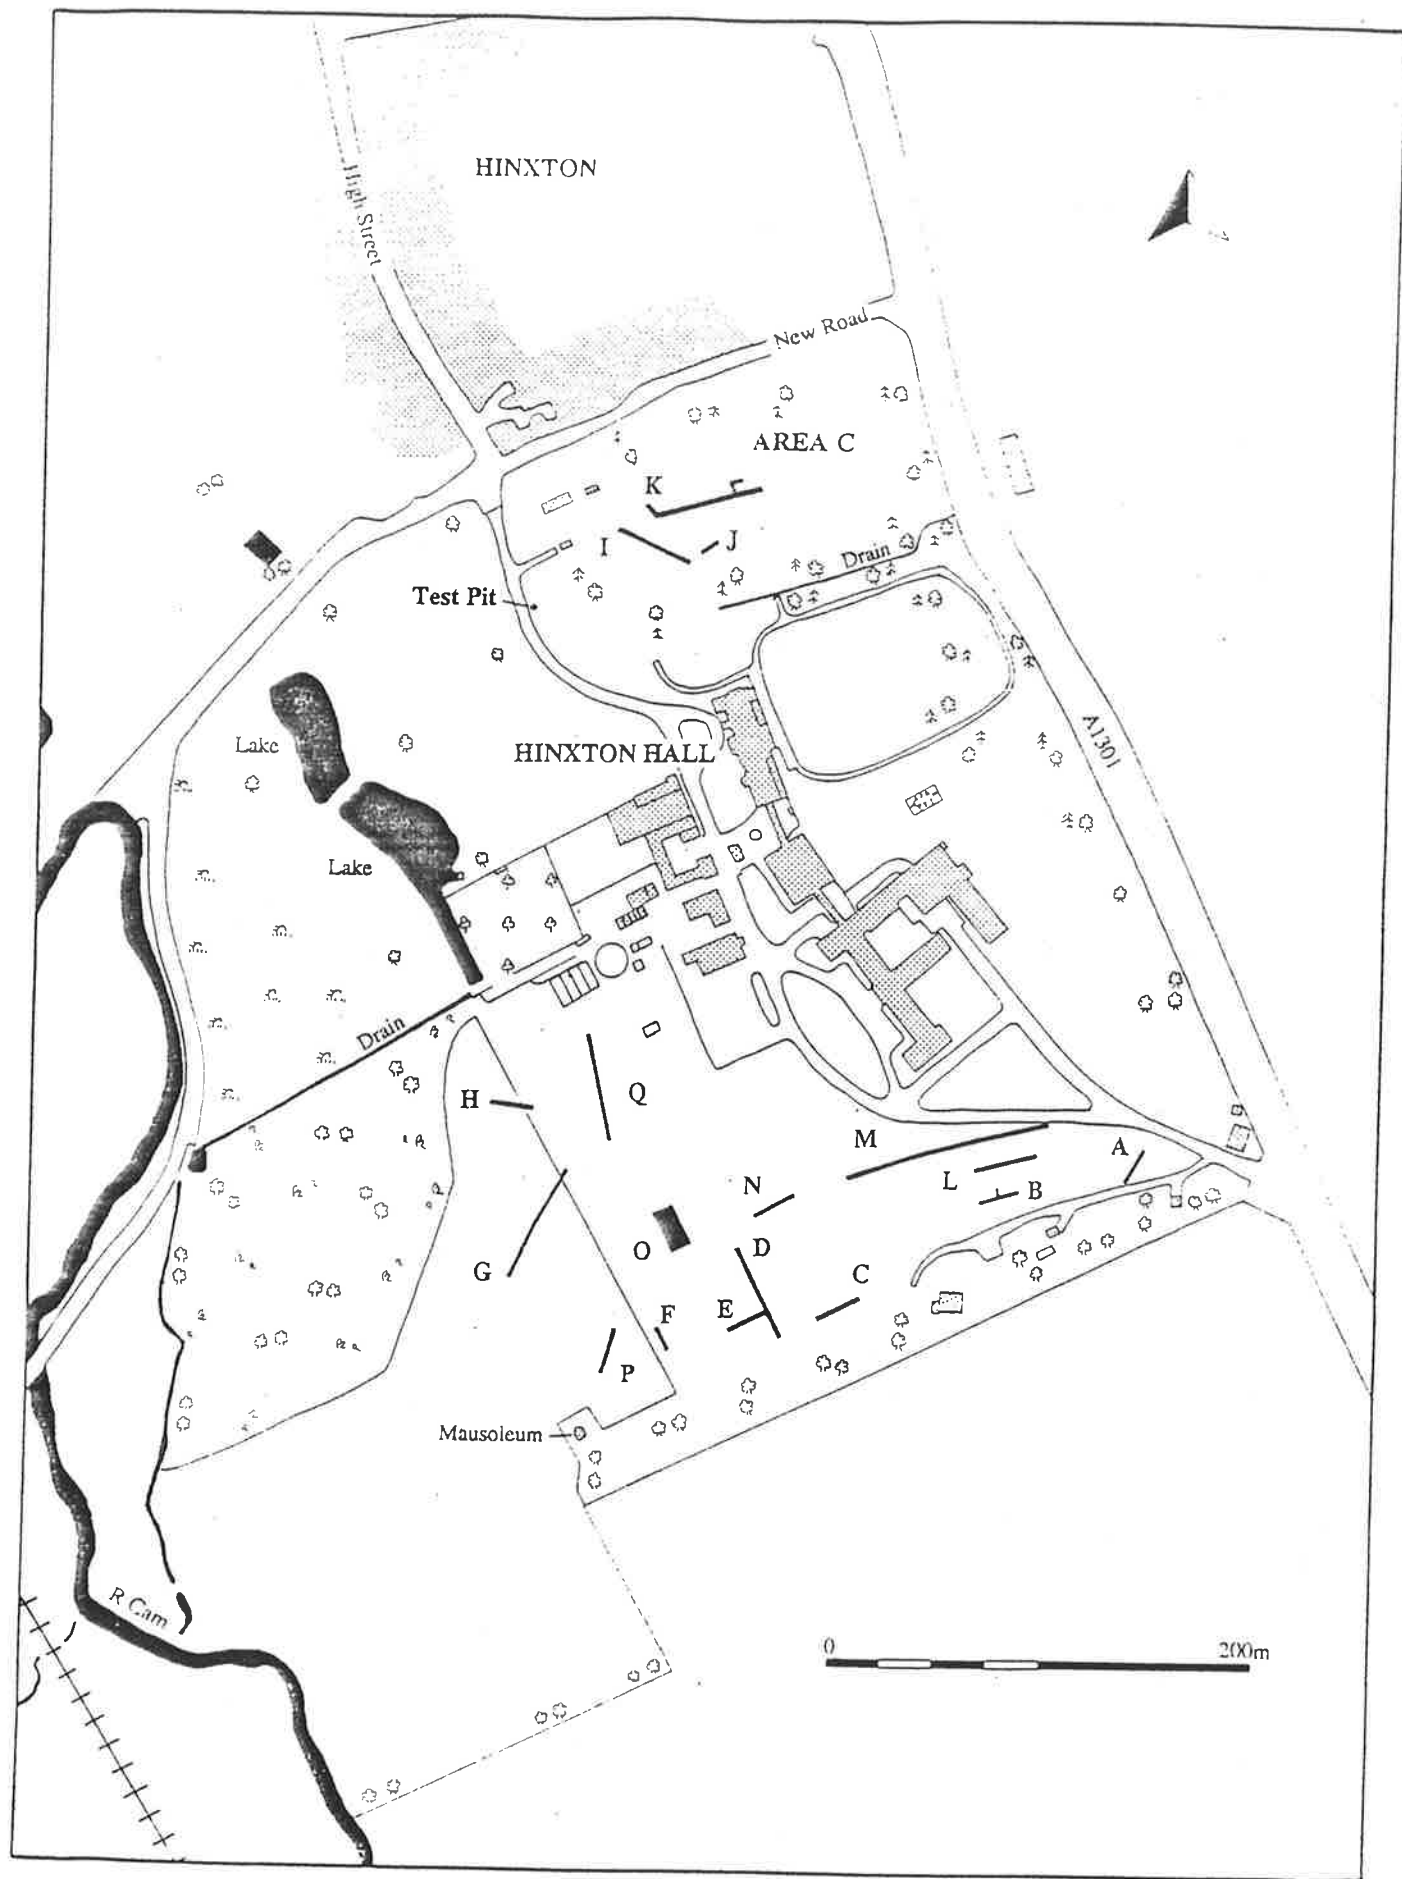 HINXTON
High Street
New Road
AREA C
K
I
J
Drain
Test Pit
Lake
HINXTON HALL
A1301
Lake
Drain
H
Q
M
A
L
B
N
D
O
G
C
E
F
P
Mausoleum
R Cam
0
200m